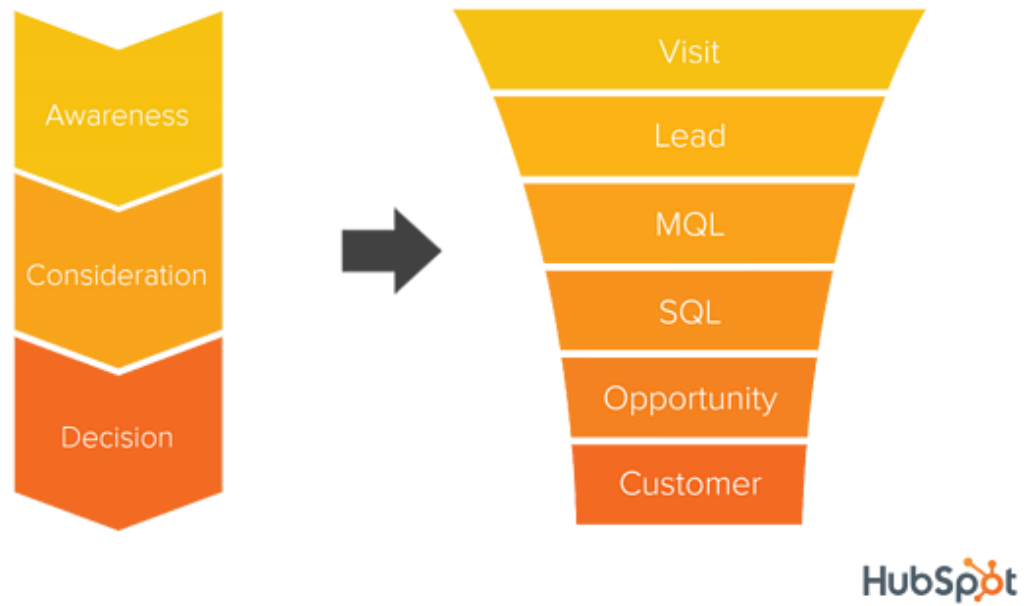 Awareness
Consideration
Decision
Visit
Lead
MQL
SQL
Opportunity
Customer
HubSpot